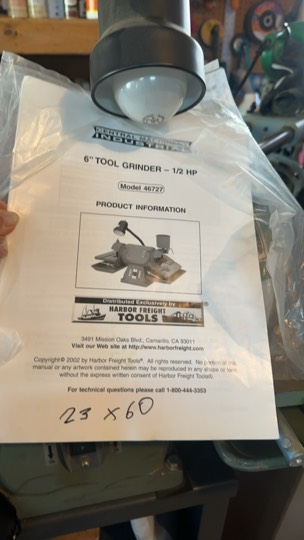 CENTRAL MACHINERY
INDUSTRIAL
6" TOOL GRINDER – 1/2 HP
Model 46727
PRODUCT INFORMATION
Distributed Exclusively by
HARBOR FREIGHT
TOOLS
®
3491 Mission Oaks Blvd., Camarillo, CA 93011
Visit our Web site at http://www.harborfreight.com
Copyright© 2002 by Harbor Freight Tools®. All rights reserved. No portion of this
manual or any artwork contained herein may be reproduced in any shape or form
without the express written consent of Harbor Freight Tools®.
For technical questions please call 1-800-444-3353
23 x 60